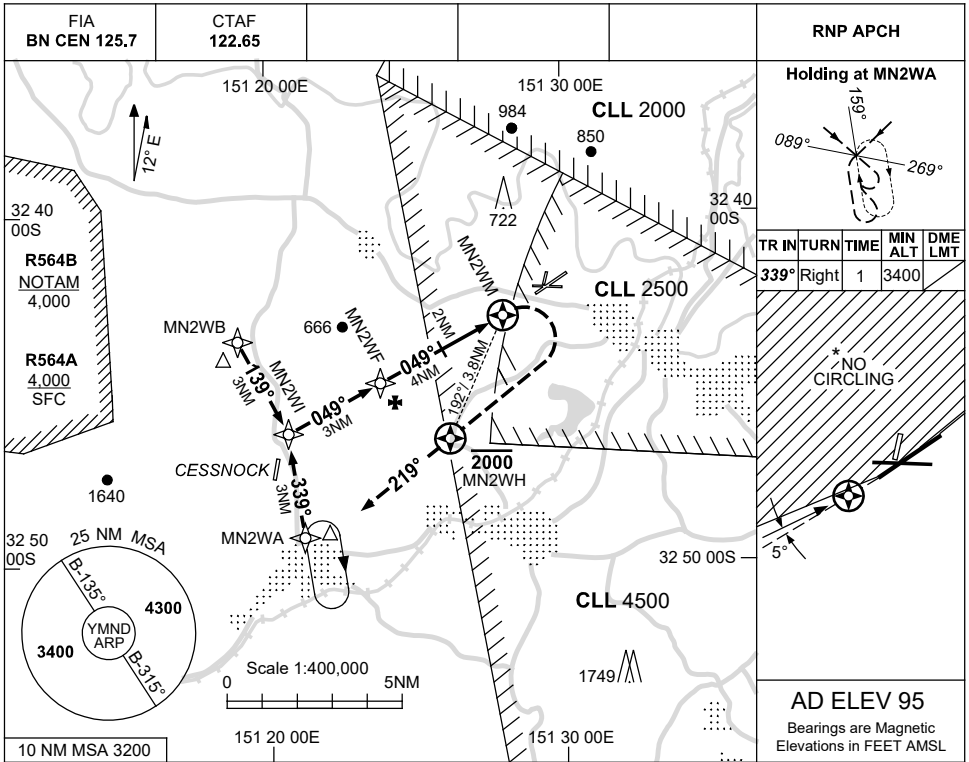 FIA
BN CEN 125.7
CTAF
122.65
RNP APCH
151 20 00E
151 30 00E
CLL 2000
984
850
12° E
722
32 40
00S
32 40
00S
R564B
NOTAM
4,000
R564A
4,000
SFC
MN2WM
CLL 2500
MN2WB
666
MN2WF
2NM
049°
4NM
139°
3NM
MN2WI
049°
3NM
192°/ 3.8NM
219°
2000
MN2WH
CESSNOCK
339°
3NM
1640
MN2WA
32 50
00S
32 50 00S
25 NM MSA
B-135°
4300
YMND
ARP
3400
B-315°
CLL 4500
1749
Scale 1:400,000
0
5NM
10 NM MSA 3200
151 20 00E
151 30 00E
Holding at MN2WA
159°
089°
269°
TR IN TURN TIME MIN ALT DME LMT
339° Right 1 3400
* NO
CIRCLING
5°
AD ELEV 95
Bearings are Magnetic
Elevations in FEET AMSL